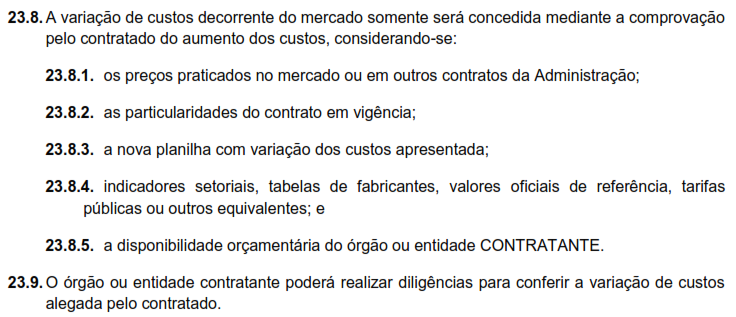 23.8. A variação de custos decorrente do mercado somente será concedida mediante a comprovação
pelo contratado do aumento dos custos, considerando-se:
23.8.1. os preços praticados no mercado ou em outros contratos da Administração;
23.8.2. as particularidades do contrato em vigência;
23.8.3. a nova planilha com variação dos custos apresentada;
23.8.4. indicadores setoriais, tabelas de fabricantes, valores oficiais de referência, tarifas
públicas ou outros equivalentes; e
23.8.5. a disponibilidade orçamentária do órgão ou entidade CONTRATANTE.
23.9. O órgão ou entidade contratante poderá realizar diligências para conferir a variação de custos
alegada pelo contratado.